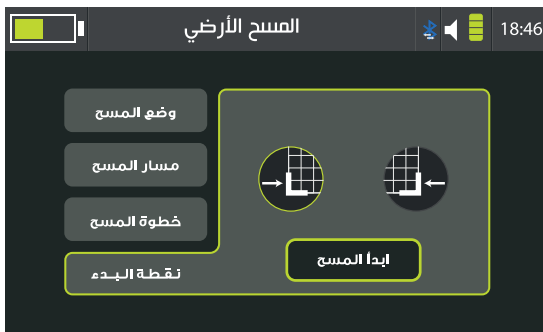 المسح الأرضي
18:46
وضع المسح
مسار المسح
خطوة المسح
نقطة البدء
ابدأ المسح